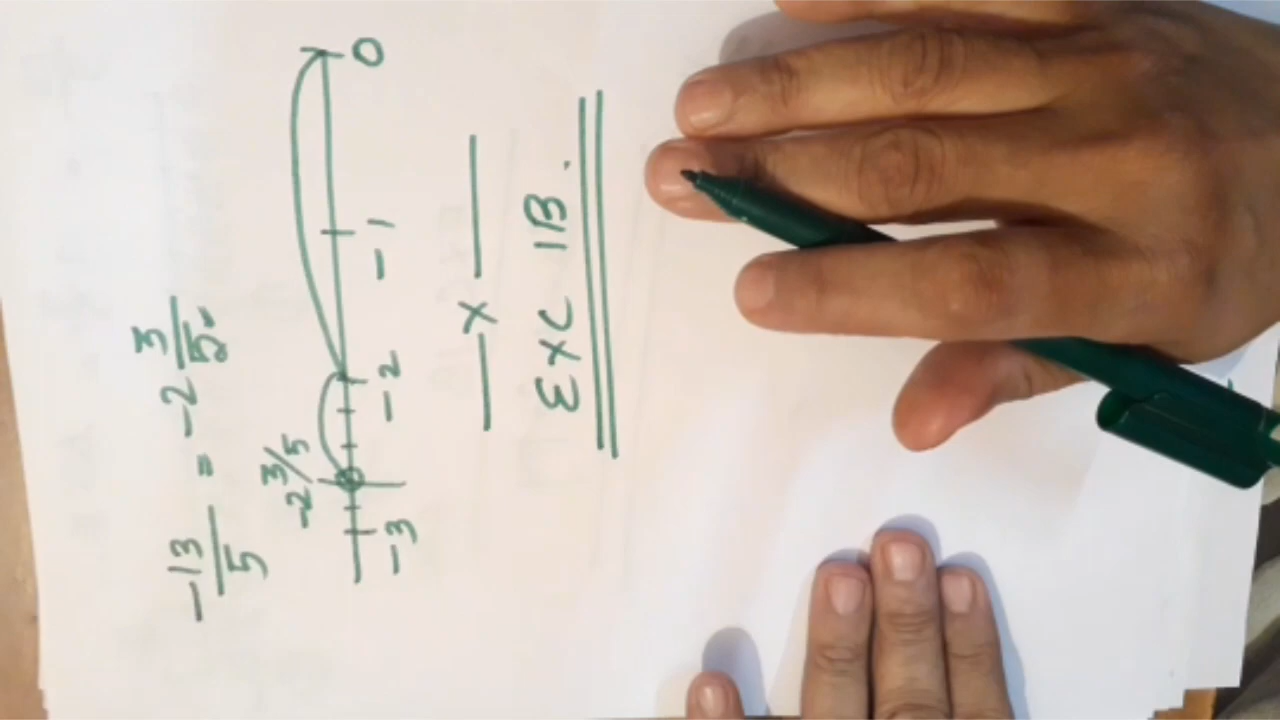 -13/5 = -2 3/5
-2 3/5
-3 -2 -1 0
— x —
Exc 1B.